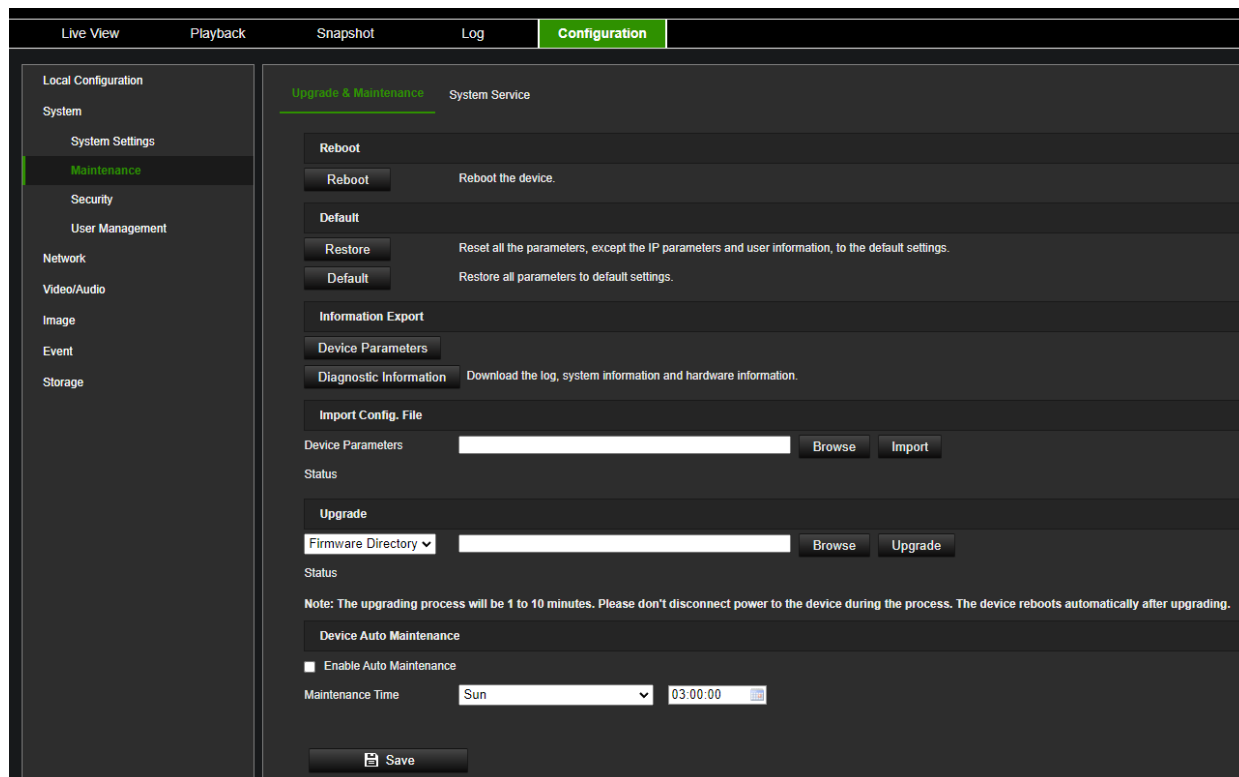 Live View Playback Snapshot Log Configuration
Local Configuration
System
System Settings
Maintenance
Security
User Management
Network
Video/Audio
Image
Event
Storage
Upgrade & Maintenance System Service
Reboot
Reboot Reboot the device.
Default
Restore Reset all the parameters, except the IP parameters and user information, to the default settings.
Default Restore all parameters to default settings.
Information Export
Device Parameters
Diagnostic Information Download the log, system information and hardware information.
Import Config. File
Device Parameters Browse Import
Status
Upgrade
Firmware Directory Browse Upgrade
Status
Note: The upgrading process will be 1 to 10 minutes. Please don't disconnect power to the device during the process. The device reboots automatically after upgrading.
Device Auto Maintenance
Enable Auto Maintenance
Maintenance Time Sun 03:00:00
Save